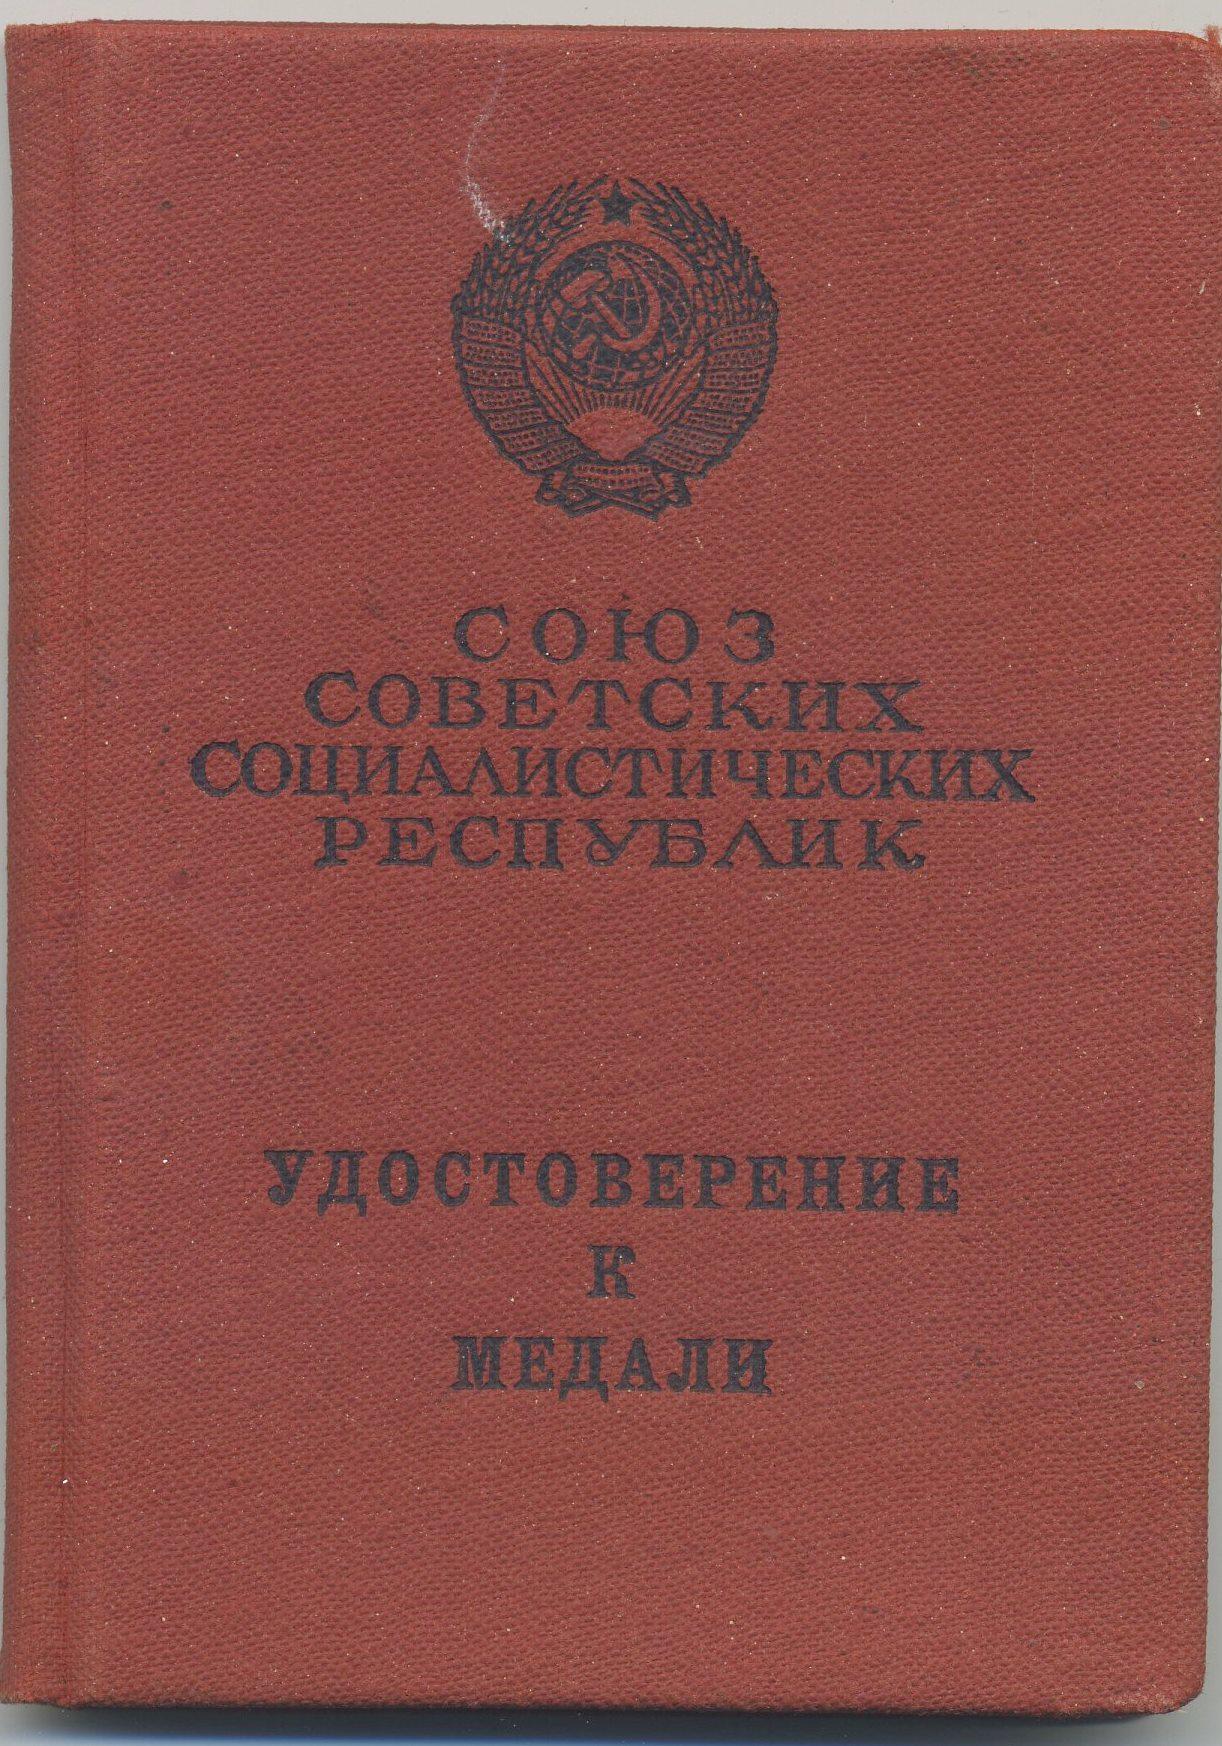 СОЮЗ
СОВЕТСКИХ
СОЦИАЛИСТИЧЕСКИХ
РЕСПУБЛИК
УДОСТОВЕРЕНИЕ
К
МЕДАЛИ